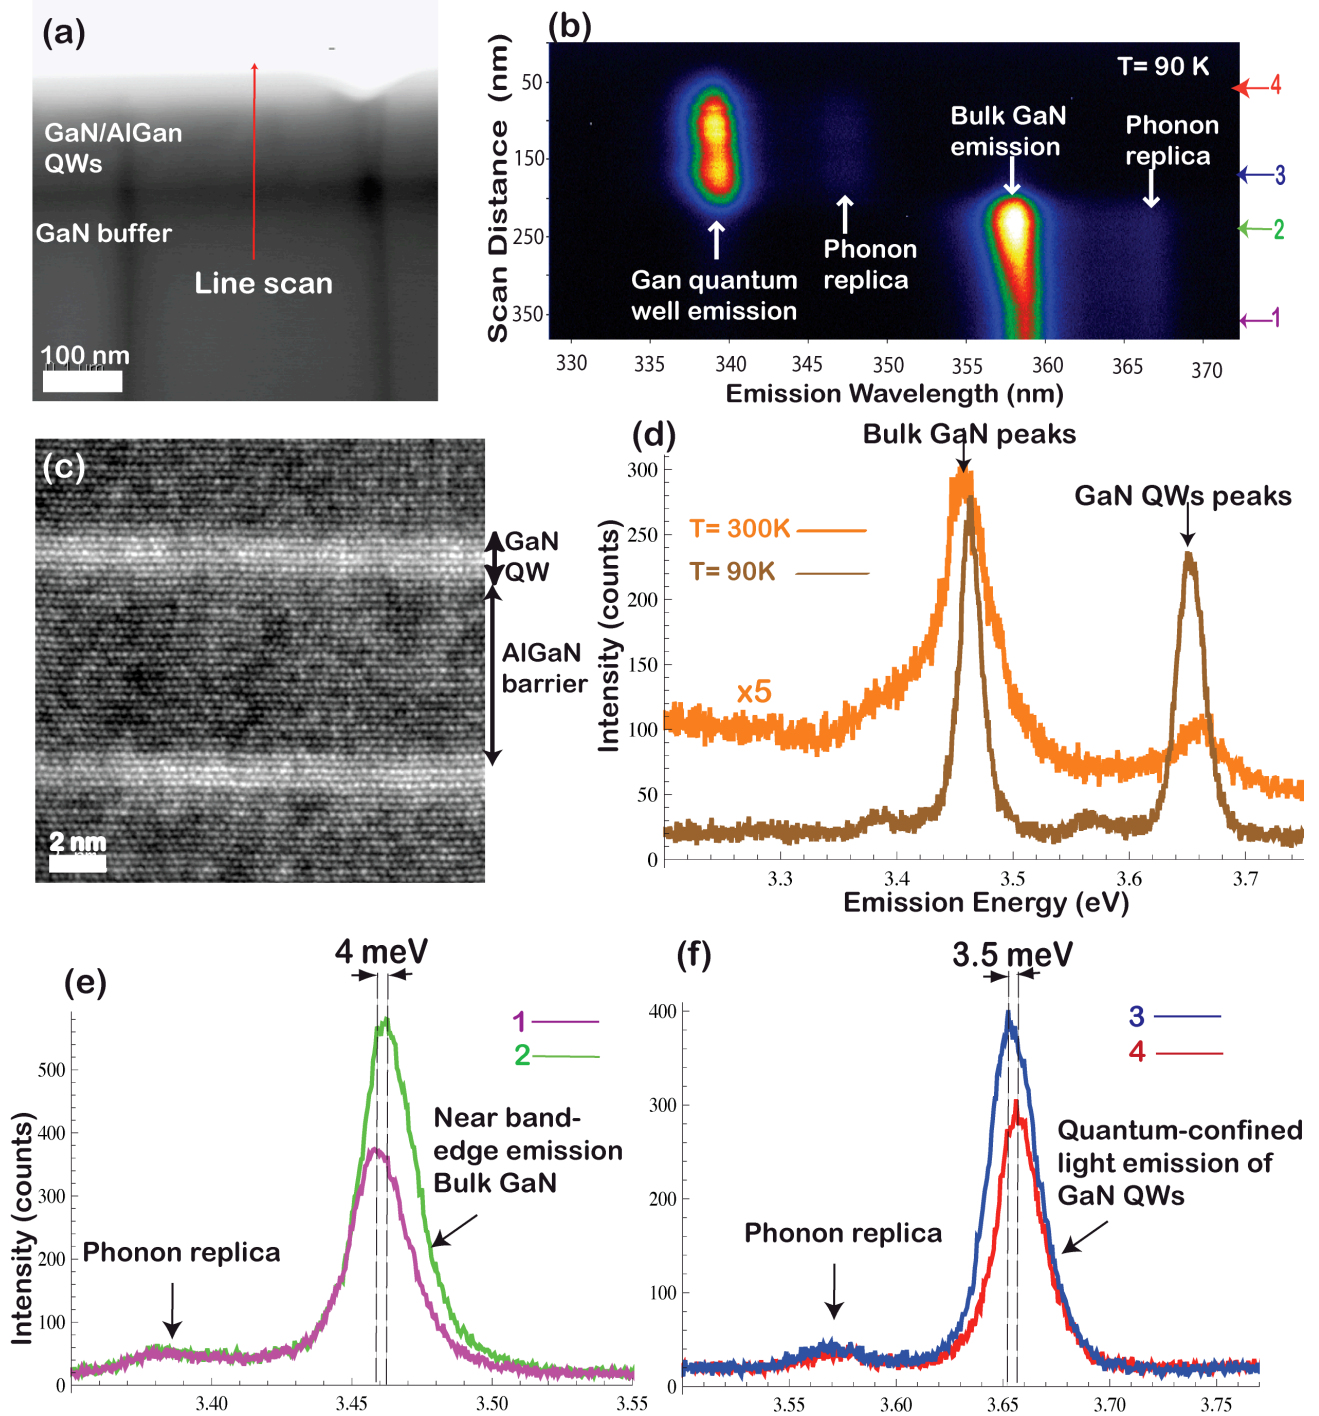 (a)
GaN/AlGan
QWs
GaN buffer
Line scan
100 nm
(b)
Scan Distance (nm)
50
150
250
350
T= 90 K
Bulk GaN
emission
Phonon
replica
Phonon
replica
Gan quantum
well emission
4
3
2
1
330
335
340
345
350
355
360
365
370
Emission Wavelength (nm)
(c)
GaN
QW
AlGaN
barrier
2 nm
(d)
Bulk GaN peaks
GaN QWs peaks
T= 300K
T= 90K
x5
Intensity (counts)
300
250
200
150
100
50
0
3.3
3.4
3.5
3.6
3.7
Emission Energy (eV)
(e)
4 meV
1
2
Near band-
edge emission
Bulk GaN
Phonon replica
Intensity (counts)
500
400
300
200
100
0
3.40
3.45
3.50
3.55
(f)
3.5 meV
3
4
Quantum-confined
light emission of
GaN QWs
Phonon replica
400
300
200
100
0
3.55
3.60
3.65
3.70
3.75